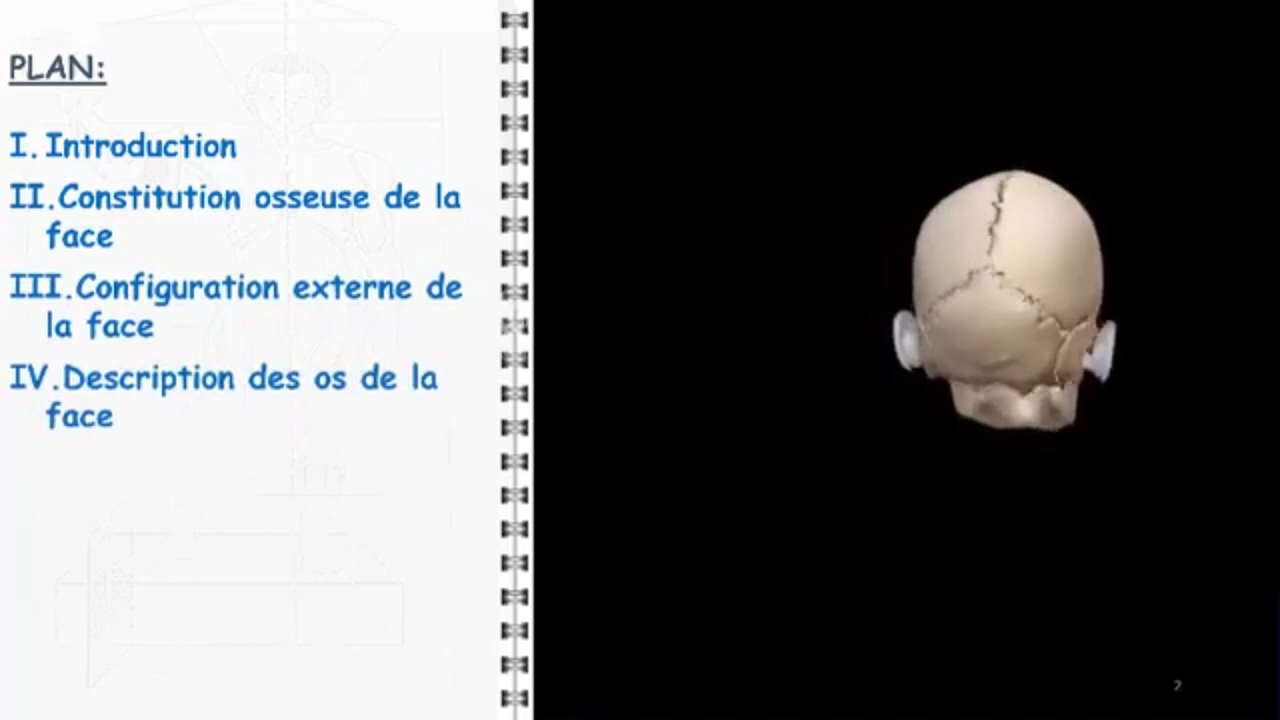 PLAN:
I. Introduction
II.Constitution osseuse de la
face
III.Configuration externe de
la face
IV.Description des os de la
face
2